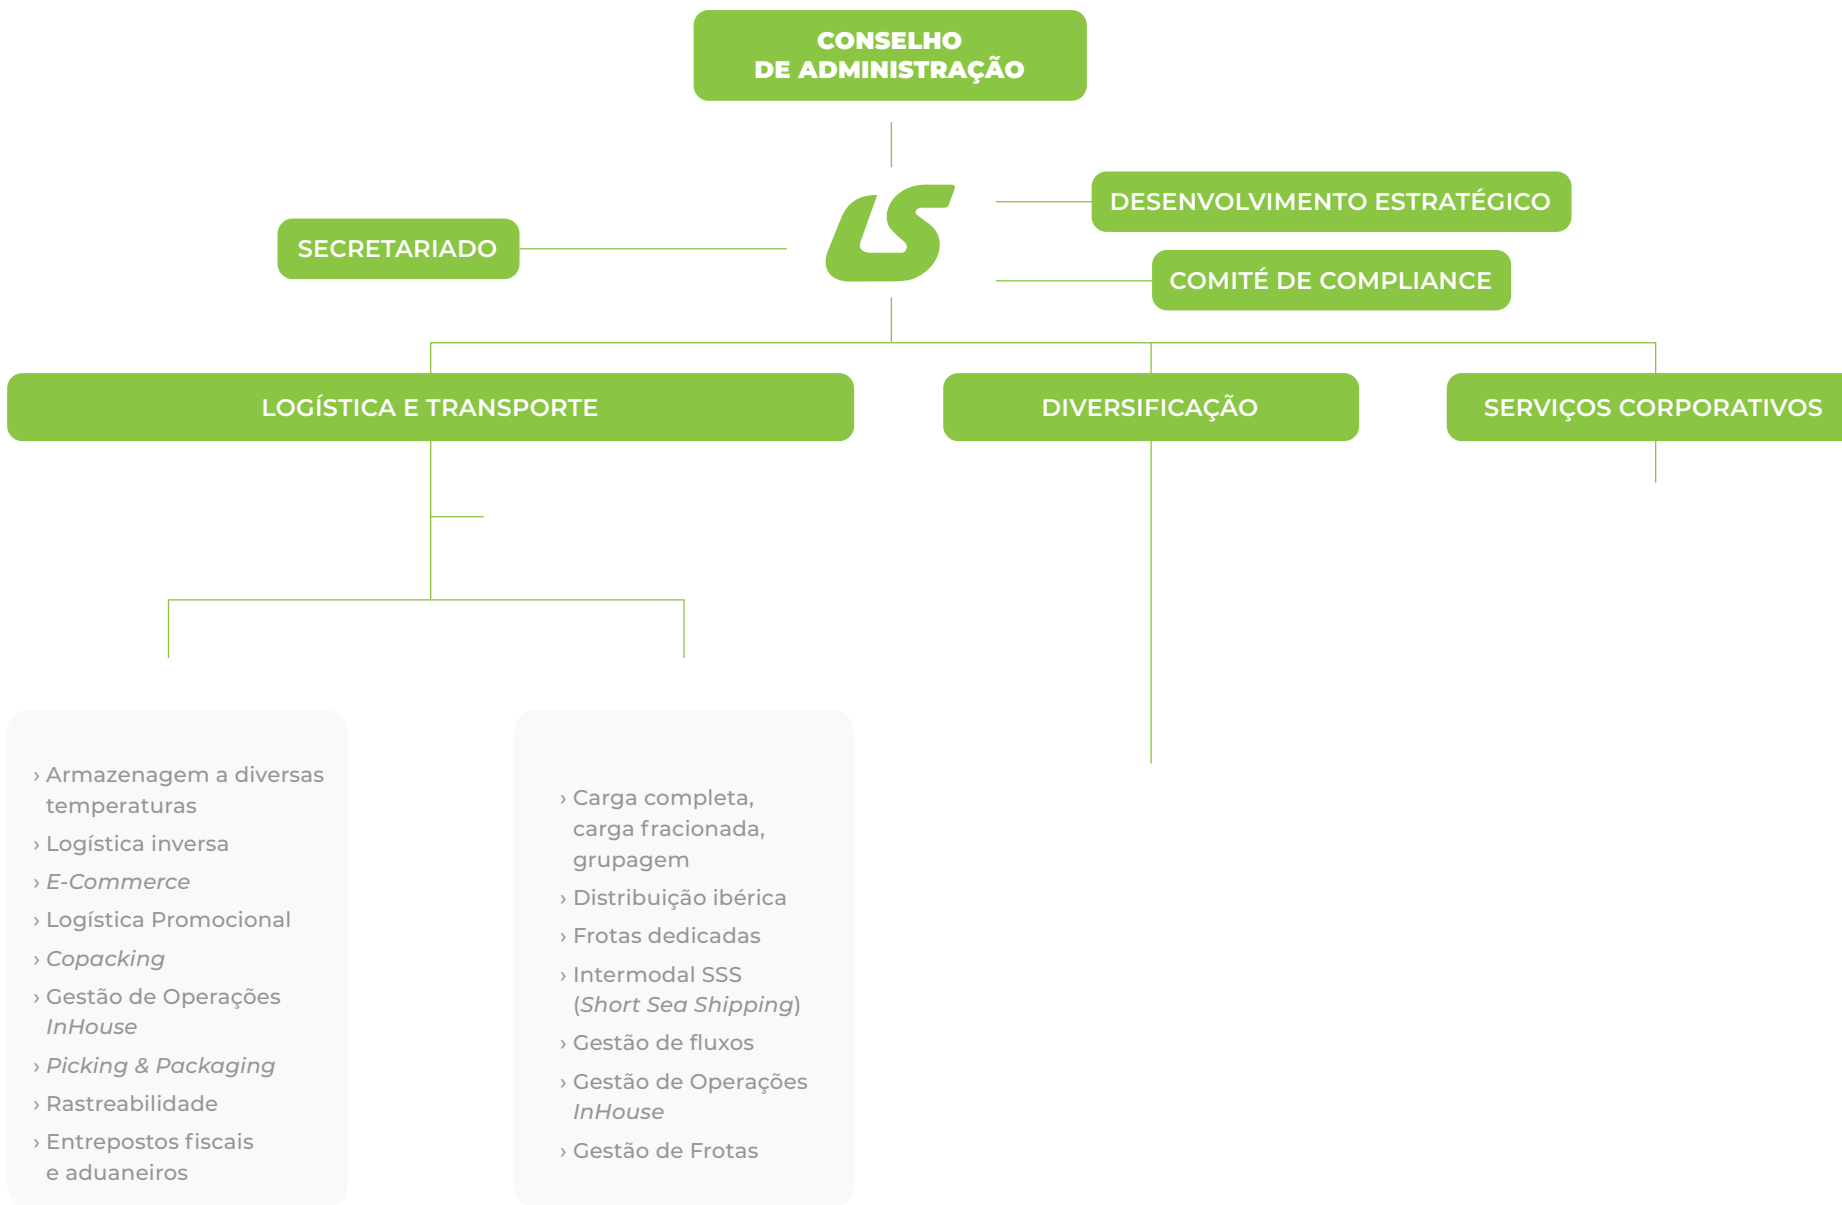 CONSELHO
DE ADMINISTRAÇÃO
LS
DESENVOLVIMENTO ESTRATÉGICO
SECRETARIADO
COMITÉ DE COMPLIANCE
LOGÍSTICA E TRANSPORTE
DIVERSIFICAÇÃO
SERVIÇOS CORPORATIVOS
› Armazenagem a diversas
temperaturas
› Logística inversa
› E-Commerce
› Logística Promocional
› Copacking
› Gestão de Operações
InHouse
› Picking & Packaging
› Rastreabilidade
› Entrepostos fiscais
e aduaneiros
› Carga completa,
carga fracionada,
grupagem
› Distribuição ibérica
› Frotas dedicadas
› Intermodal SSS
(Short Sea Shipping)
› Gestão de fluxos
› Gestão de Operações
InHouse
› Gestão de Frotas